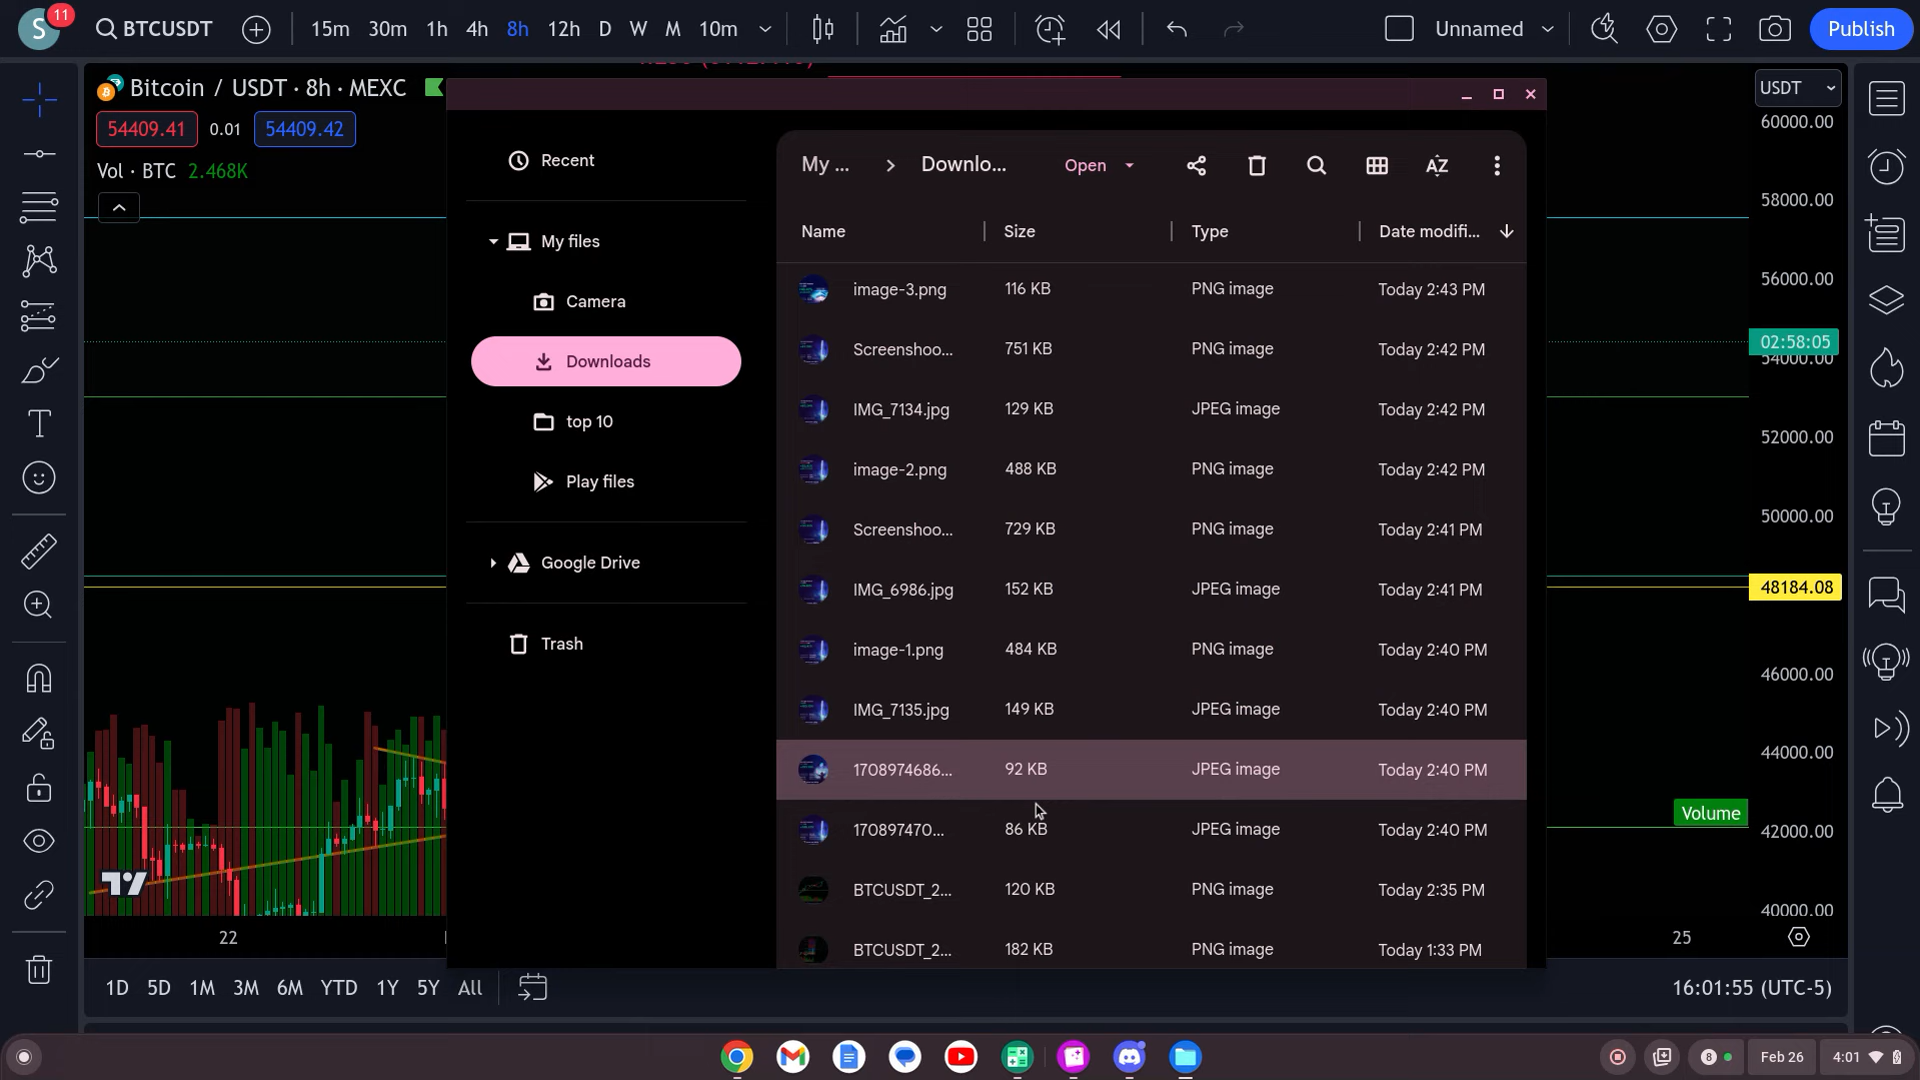 S 11 BTCUSDT 15m 30m 1h 4h 8h 12h D W M 10m Unnamed Publish
Bitcoin / USDT · 8h · MEXC
54409.41 0.01 54409.42
Vol · BTC 2.468K
Recent
My files
Camera
Downloads
top 10
Play files
Google Drive
Trash
My ... Downlo... Open AZ
Name Size Type Date modifi...
image-3.png 116 KB PNG image Today 2:43 PM
Screenshoo... 751 KB PNG image Today 2:42 PM
IMG_7134.jpg 129 KB JPEG image Today 2:42 PM
image-2.png 488 KB PNG image Today 2:42 PM
Screenshoo... 729 KB PNG image Today 2:41 PM
IMG_6986.jpg 152 KB JPEG image Today 2:41 PM
image-1.png 484 KB PNG image Today 2:40 PM
IMG_7135.jpg 149 KB JPEG image Today 2:40 PM
1708974686... 92 KB JPEG image Today 2:40 PM
170897470... 86 KB JPEG image Today 2:40 PM
BTCUSDT_2... 120 KB PNG image Today 2:35 PM
BTCUSDT_2... 182 KB PNG image Today 1:33 PM
USDT
60000.00
58000.00
56000.00
02:58:05
54000.00
52000.00
50000.00
48184.08
46000.00
44000.00
Volume
42000.00
40000.00
22 25
1D 5D 1M 3M 6M YTD 1Y 5Y All 16:01:55 (UTC-5)
8 Feb 26 4:01